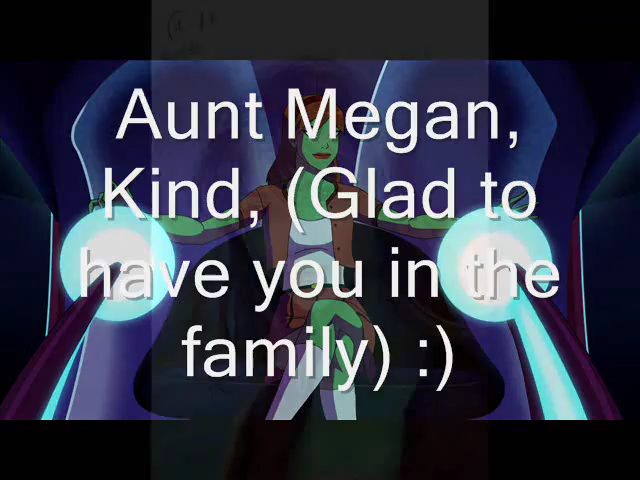 Aunt Megan,
Kind, (Glad to
have you in the
family) :)